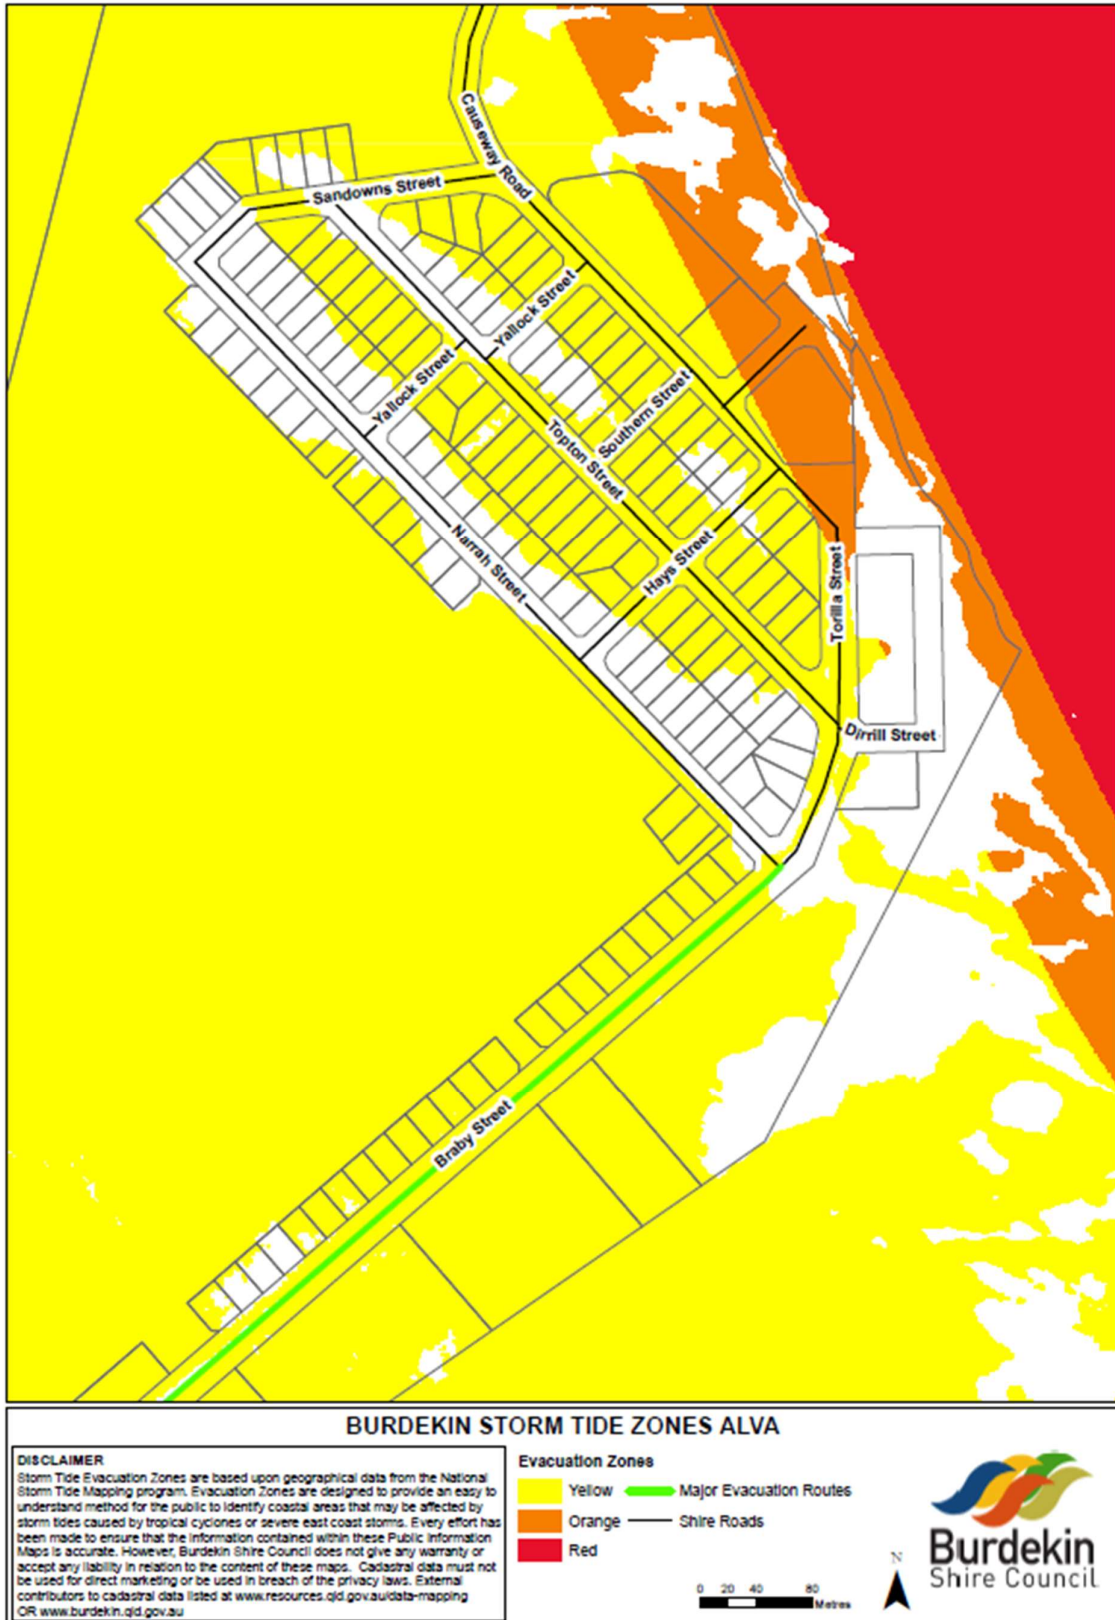 Causeway Road
Sandowns Street
Yallock Street
Yallock Street
Southern Street
Topton Street
Hays Street
Narrah Street
Torilla Street
Dirrill Street
Braby Street
BURDEKIN STORM TIDE ZONES ALVA
DISCLAIMER
Storm Tide Evacuation Zones are based upon geographical data from the National
Storm Tide Mapping program. Evacuation Zones are designed to provide an easy to
understand method for the public to identify coastal areas that may be affected by
storm tides caused by tropical cyclones or severe east coast storms. Every effort has
been made to ensure that the information contained within these Public Information
Maps is accurate. However, Burdekin Shire Council does not give any warranty or
accept any liability in relation to the content of these maps. Cadastral data must not
be used for direct marketing or be used in breach of the privacy laws. External
contributors to cadastral data listed at www.resources.qld.gov.au/data-mapping
OR www.burdekin.qld.gov.au
Evacuation Zones
Yellow
Major Evacuation Routes
Orange
Shire Roads
Red
0 20 40 80
Metres
N
Burdekin
Shire Council